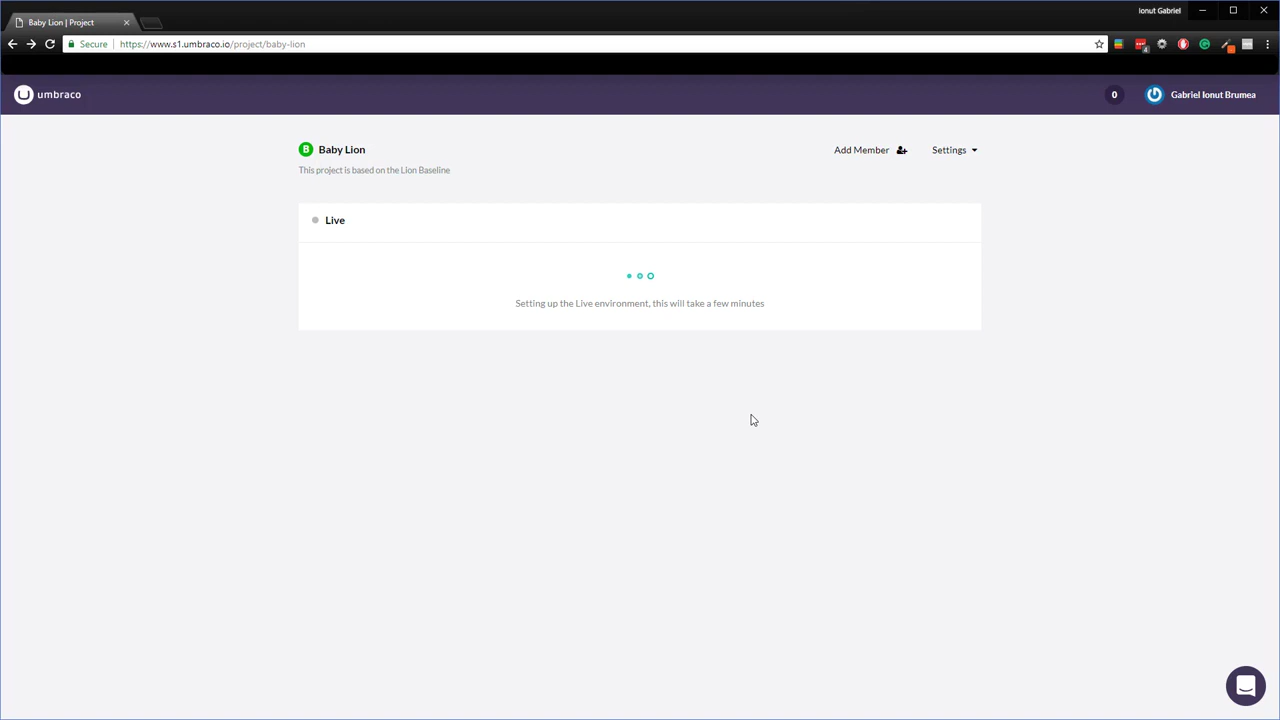 Ionut Gabriel
Baby Lion | Project
Secure
https://www.s1.umbraco.io/project/baby-lion
umbraco
0
Gabriel Ionut Brumea
B Baby Lion
Add Member
Settings
This project is based on the Lion Baseline
Live
Setting up the Live environment, this will take a few minutes